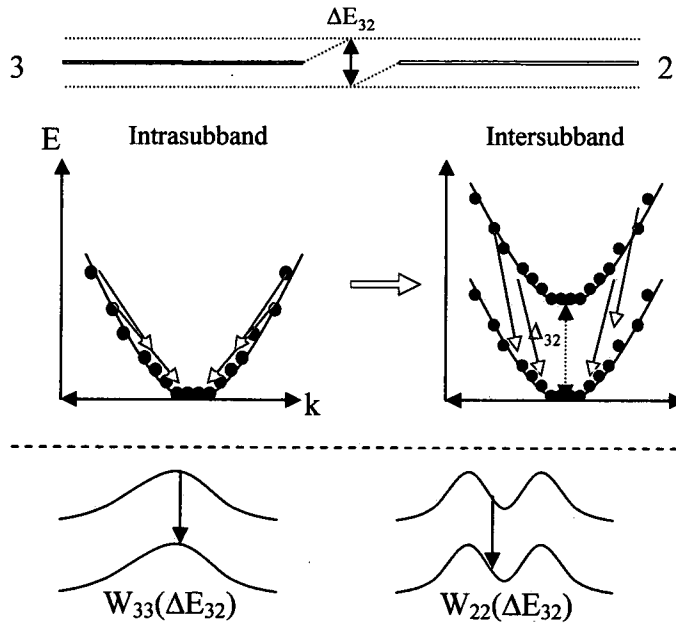 ΔE₃₂
3 2
Intrasubband Intersubband
E
Δ₃₂
k
W₃₃(ΔE₃₂) W₂₂(ΔE₃₂)